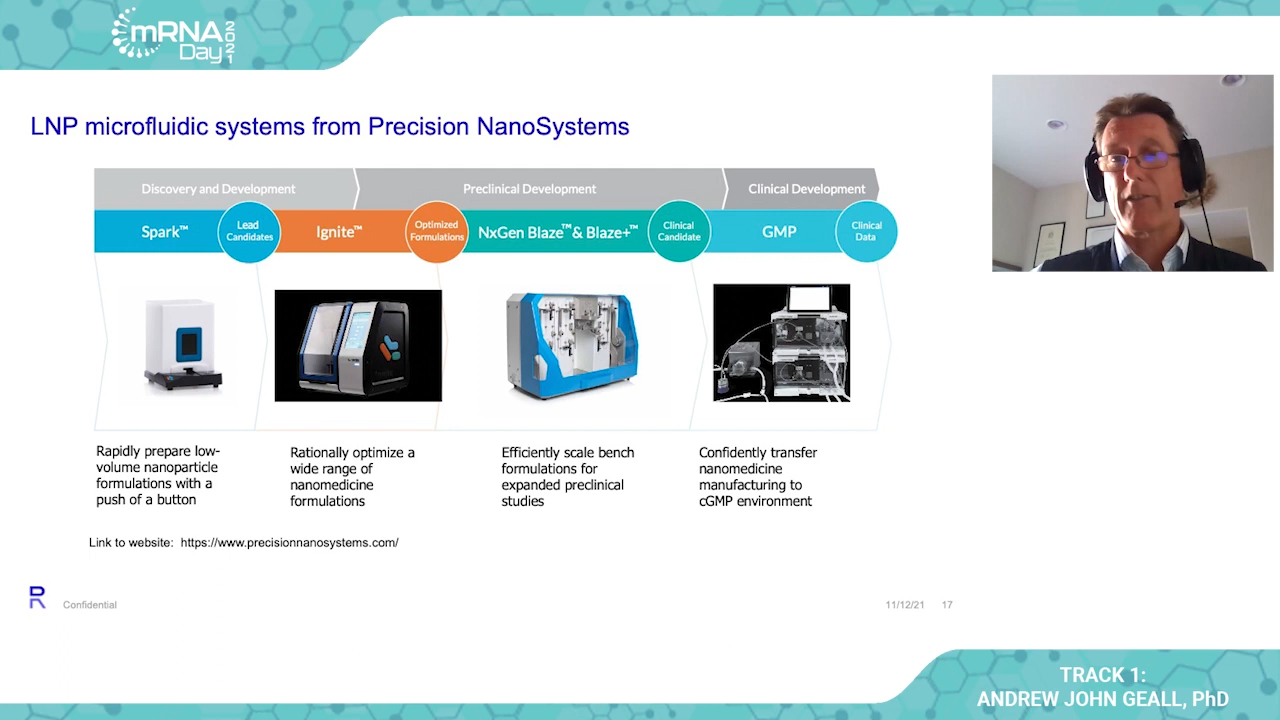 mRNA
Day
2021
LNP microfluidic systems from Precision NanoSystems
Discovery and Development
Preclinical Development
Clinical Development
Spark™
Lead
Candidates
Ignite™
Optimized
Formulations
NxGen Blaze™ & Blaze+™
Clinical
Candidate
GMP
Clinical
Data
Rapidly prepare low-
volume nanoparticle
formulations with a
push of a button
Rationally optimize a
wide range of
nanomedicine
formulations
Efficiently scale bench
formulations for
expanded preclinical
studies
Confidently transfer
nanomedicine
manufacturing to
cGMP environment
Link to website: https://www.precisionnanosystems.com/
R
Confidential
11/12/21 17
TRACK 1:
ANDREW JOHN GEALL, PhD